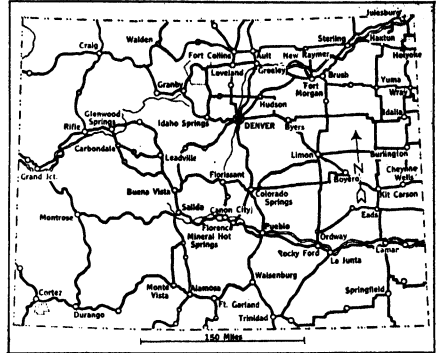 Julesburg
Sterling
Haxtun
Holyoke
Craig
Walden
Fort Collins
Ault
New Raymer
Loveland
Greeley
Brush
Yuma
Wray
Granby
Fort
Morgan
Hudson
Idalia
Glenwood
Springs
Idaho Springs
DENVER
Byers
Rifle
Carbondale
Leadville
Limon
Burlington
Grand Jct.
Florissant
Boyero
Cheyenne
Wells
N
Buena Vista
Colorado
Springs
Kit Carson
Montrose
Salida
Canon City
Eads
Florence
Pueblo
Ordway
Mineral Hot
Springs
Rocky Ford
La Junta
Lamar
Cortez
Monte
Vista
Alamosa
Walsenburg
Springfield
Durango
Ft. Garland
Trinidad
150 Miles